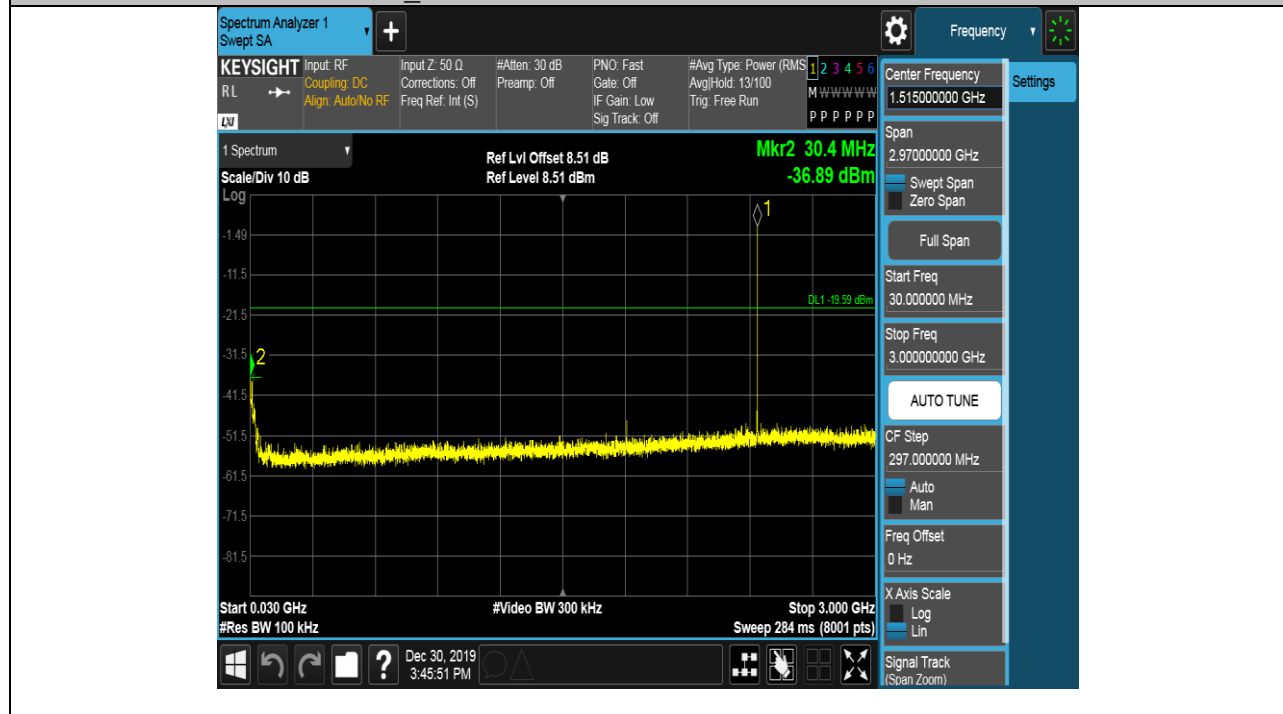 Spectrum Analyzer 1
Swept SA
+
Frequency
KEYSIGHT
RL
LXI
Input: RF
Coupling: DC
Align: Auto/No RF
Input Z: 50 Ω
Corrections: Off
Freq Ref: Int (S)
#Atten: 30 dB
Preamp: Off
PNO: Fast
Gate: Off
IF Gain: Low
Sig Track: Off
#Avg Type: Power (RMS
Avg|Hold: 13/100
Trig: Free Run
1 2 3 4 5 6
M W W W W W
P P P P P P
1 Spectrum
Scale/Div 10 dB
Log
Ref Lvl Offset 8.51 dB
Ref Level 8.51 dBm
Mkr2 30.4 MHz
-36.89 dBm
1
-1.49
-11.5
DL1 -19.59 dBm
-21.5
-31.5
2
-41.5
-51.5
-61.5
-71.5
-81.5
Start 0.030 GHz
#Res BW 100 kHz
#Video BW 300 kHz
Stop 3.000 GHz
Sweep 284 ms (8001 pts)
?
Dec 30, 2019
3:45:51 PM
Center Frequency
1.515000000 GHz
Settings
Span
2.97000000 GHz
Swept Span
Zero Span
Full Span
Start Freq
30.000000 MHz
Stop Freq
3.000000000 GHz
AUTO TUNE
CF Step
297.000000 MHz
Auto
Man
Freq Offset
0 Hz
X Axis Scale
Log
Lin
Signal Track
(Span Zoom)